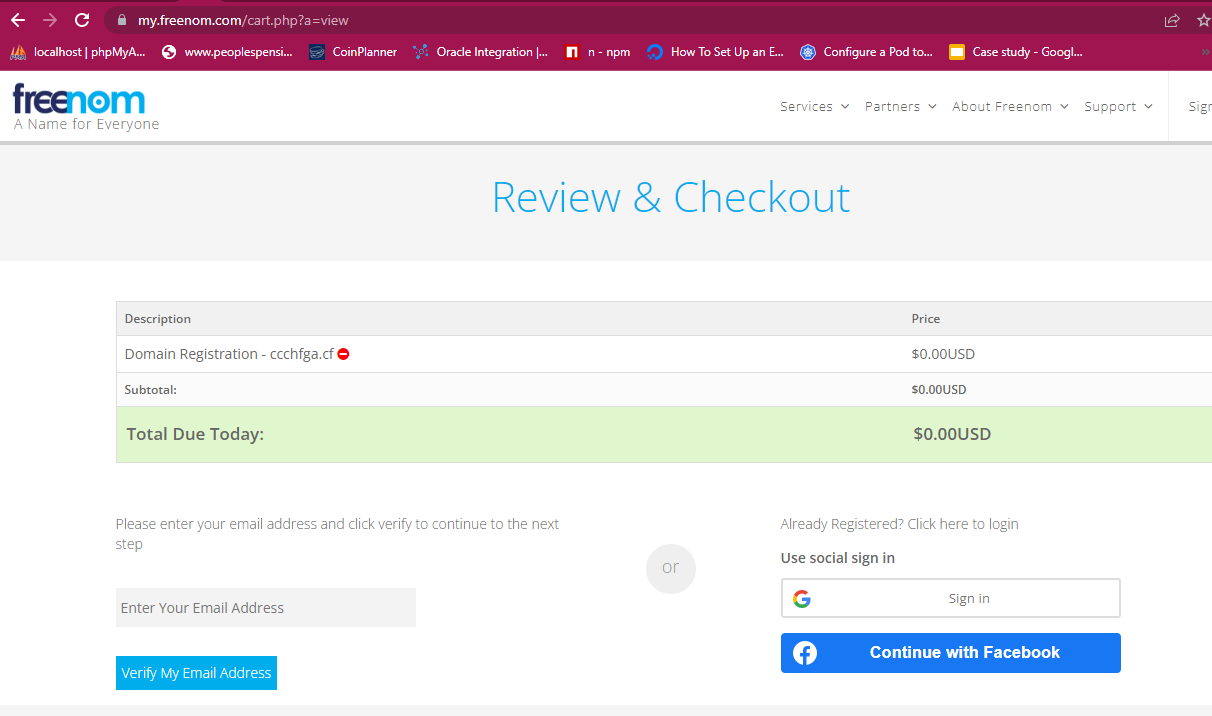 my.freenom.com/cart.php?a=view
localhost | phpMyA... www.peoplespensi... CoinPlanner Oracle Integration |... n - npm How To Set Up an E... Configure a Pod to... Case study - Googl...
freenom
A Name for Everyone
Services Partners About Freenom Support Sign
Review & Checkout
Description Price
Domain Registration - ccchfga.cf $0.00USD
Subtotal: $0.00USD
Total Due Today: $0.00USD
Please enter your email address and click verify to continue to the next
step
Enter Your Email Address
Verify My Email Address
or
Already Registered? Click here to login
Use social sign in
Sign in
Continue with Facebook